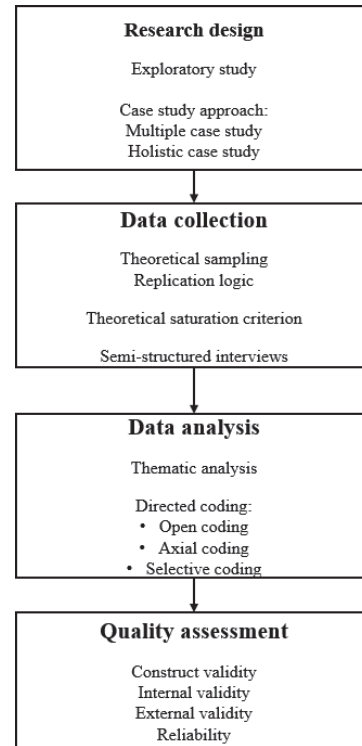 Research design
Exploratory study
Case study approach:
Multiple case study
Holistic case study
Data collection
Theoretical sampling
Replication logic
Theoretical saturation criterion
Semi-structured interviews
Data analysis
Thematic analysis
Directed coding:
• Open coding
• Axial coding
• Selective coding
Quality assessment
Construct validity
Internal validity
External validity
Reliability